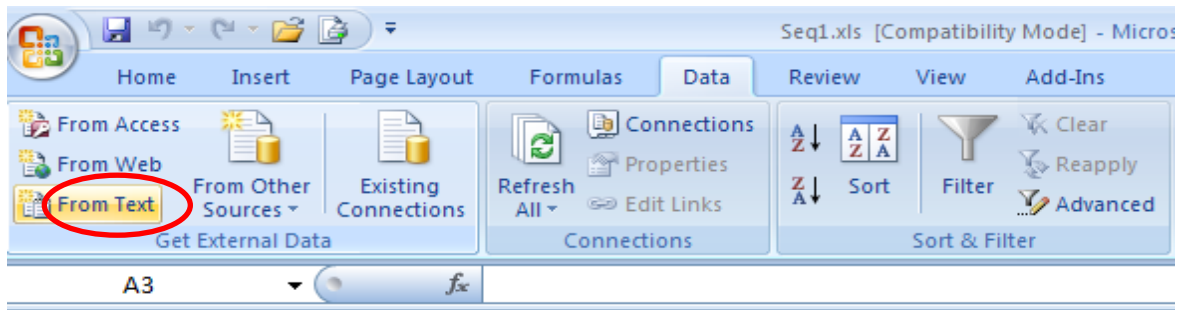 Seq1.xls [Compatibility Mode] - Micros
Home Insert Page Layout Formulas Data Review View Add-Ins
From Access
From Web
From Text
From Other
Sources
Existing
Connections
Get External Data
Refresh
All
Connections
Properties
Edit Links
Connections
A
Z
Z
A
A Z
Z A
Sort
Filter
Clear
Reapply
Advanced
Sort & Filter
A3
fx